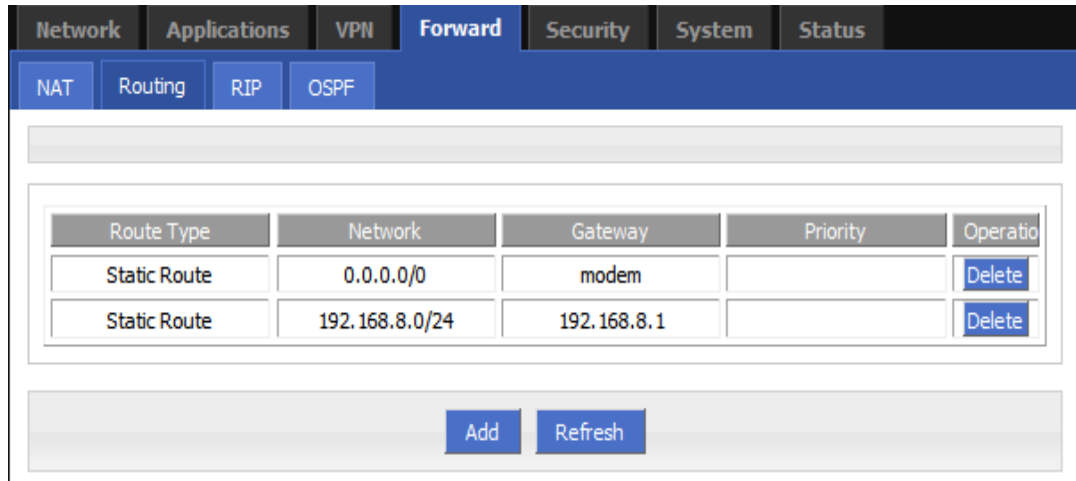 Network Applications VPN Forward Security System Status
NAT Routing RIP OSPF
Route Type Network Gateway Priority Operatio
Static Route 0.0.0.0/0 modem Delete
Static Route 192.168.8.0/24 192.168.8.1 Delete
Add Refresh